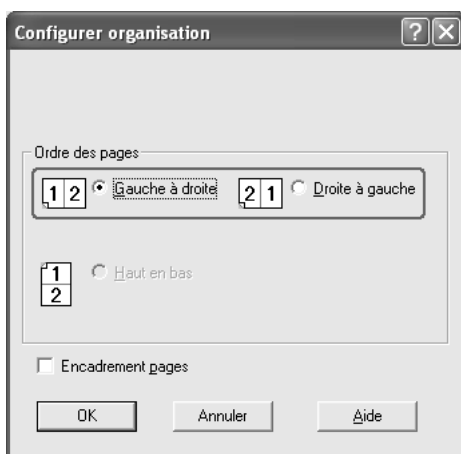 Configurer organisation
Ordre des pages
1 2 Gauche à droite 2 1 Droite à gauche
1 Haut en bas
2
Encadrement pages
OK Annuler Aide